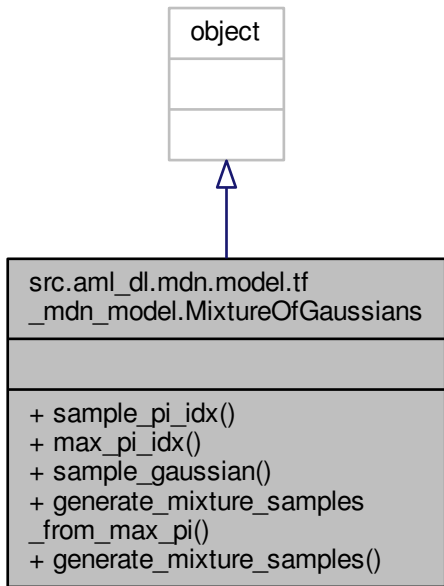 object
src.aml_dl.mdn.model.tf
_mdn_model.MixtureOfGaussians
+ sample_pi_idx()
+ max_pi_idx()
+ sample_gaussian()
+ generate_mixture_samples
_from_max_pi()
+ generate_mixture_samples()